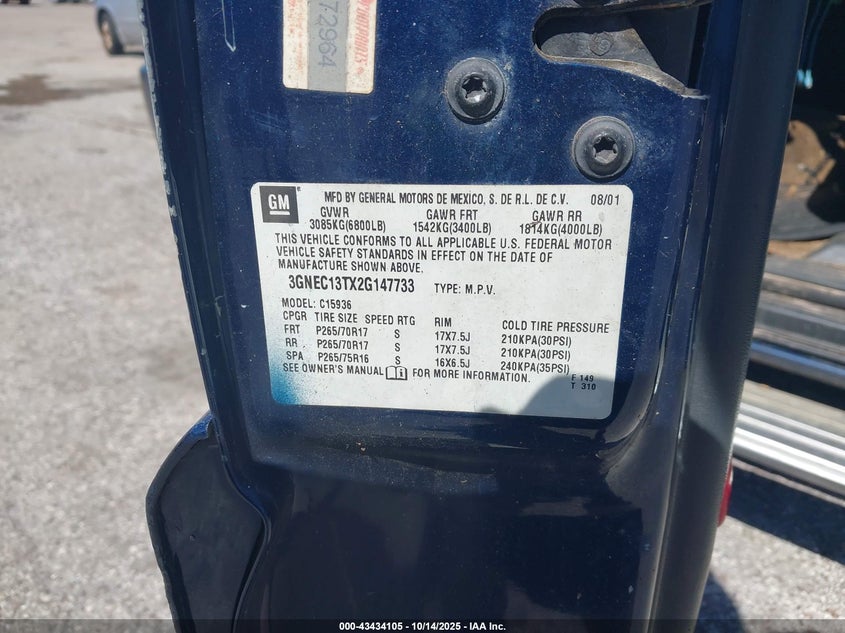 72964
GM
MFD BY GENERAL MOTORS DE MEXICO, S. DE R.L. DE C.V. 08/01
GVWR GAWR FRT GAWR RR
3085KG(6800LB) 1542KG(3400LB) 1814KG(4000LB)
THIS VEHICLE CONFORMS TO ALL APPLICABLE U.S. FEDERAL MOTOR
VEHICLE SAFETY STANDARDS IN EFFECT ON THE DATE OF
MANUFACTURE SHOWN ABOVE.
3GNEC13TX2G147733 TYPE: M.P.V.
MODEL: C15936
CPGR TIRE SIZE SPEED RTG RIM COLD TIRE PRESSURE
FRT P265/70R17 S 17X7.5J 210KPA(30PSI)
RR P265/70R17 S 17X7.5J 210KPA(30PSI)
SPA P265/75R16 S 16X6.5J 240KPA(35PSI)
SEE OWNER'S MANUAL FOR MORE INFORMATION.
F 149
T 310
000-43434105 - 10/14/2025 - IAA Inc.